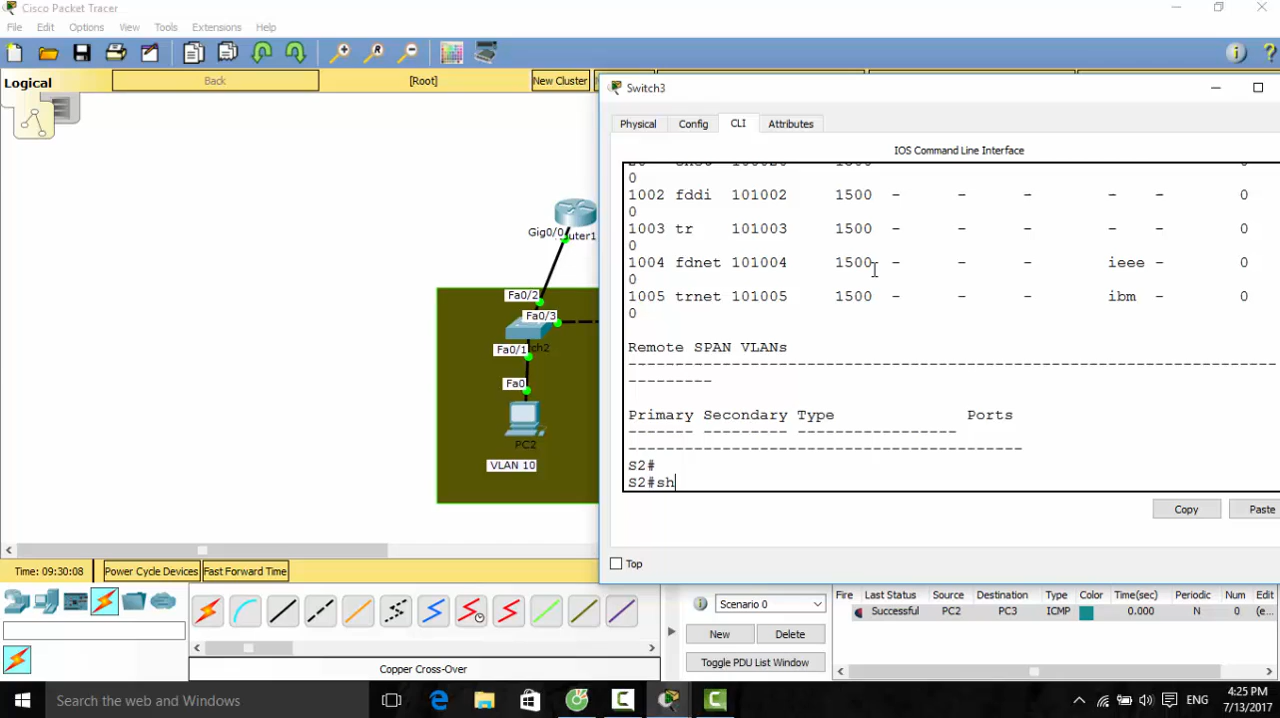 Cisco Packet Tracer
File Edit Options View Tools Extensions Help
Logical
Back
[Root]
New Cluster
Switch3
Physical Config CLI Attributes
IOS Command Line Interface
0
1002 fddi 101002 1500 - - - - - 0
0
1003 tr 101003 1500 - - - - - 0
0
1004 fdnet 101004 1500 - - - ieee - 0
0
1005 trnet 101005 1500 - - - ibm - 0
0
Remote SPAN VLANs
------------------------------------------------------------------------------
---------
Primary Secondary Type Ports
------- --------- -----------------
------------------------------------------
S2#
S2#sh
Copy Paste
Top
Gig0/0
uter1
Fa0/2
Fa0/3
ch2
Fa0/1
Fa0
PC2
VLAN 10
Time: 09:30:08 Power Cycle Devices Fast Forward Time
Scenario 0
New Delete
Toggle PDU List Window
Fire Last Status Source Destination Type Color Time(sec) Periodic Num Edit
Successful PC2 PC3 ICMP 0.000 N 0 (e...
Copper Cross-Over
Search the web and Windows
ENG
4:25 PM
7/13/2017